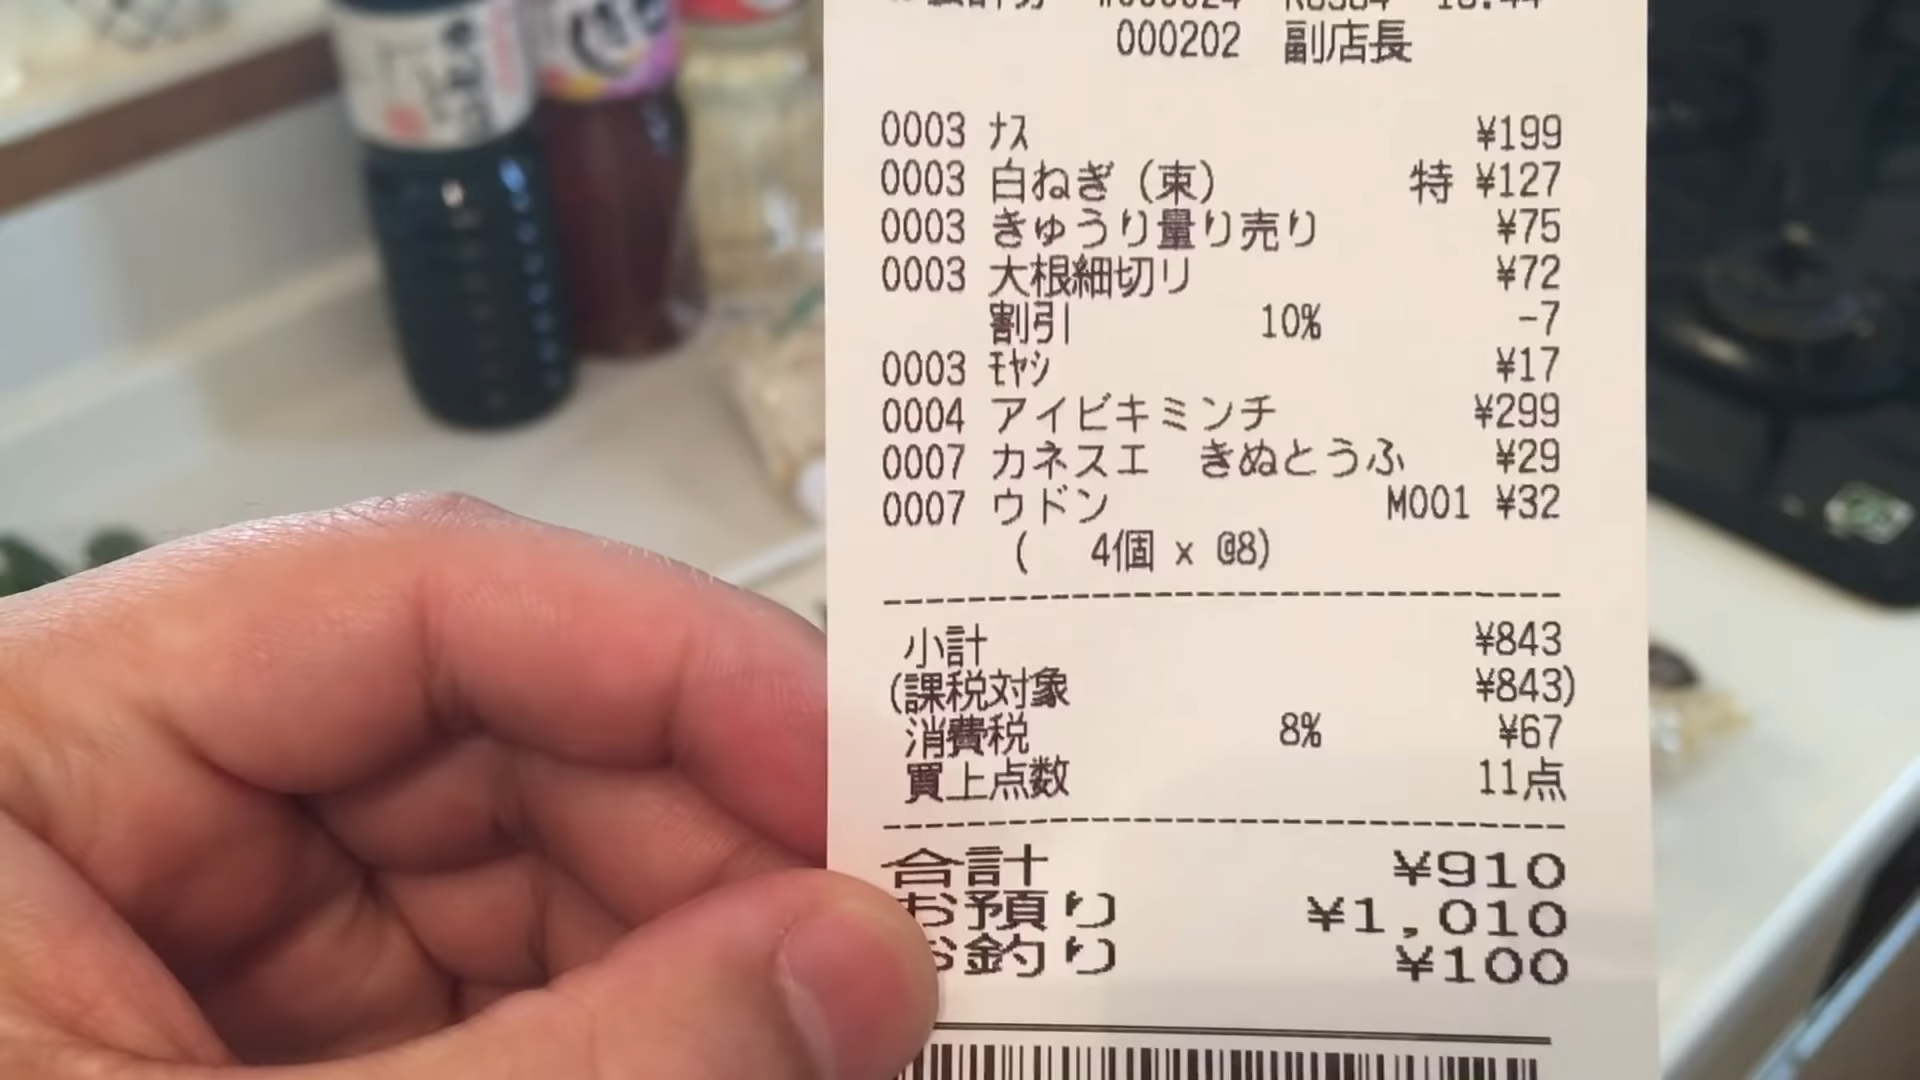 000202 副店長
0003 ﾅｽ ¥199
0003 白ねぎ（東） 特 ¥127
0003 きゅうり量り売り ¥75
0003 大根細切り ¥72
割引 10% -7
0003 ﾓﾔｼ ¥17
0004 アイビキミンチ ¥299
0007 カネスエ きぬとうふ ¥29
0007 ウドン M001 ¥32
( 4個 x @8)
小計 ¥843
(課税対象 ¥843)
消費税 8% ¥67
買上点数 11点
合計 ¥910
お預り ¥1,010
お釣り ¥100